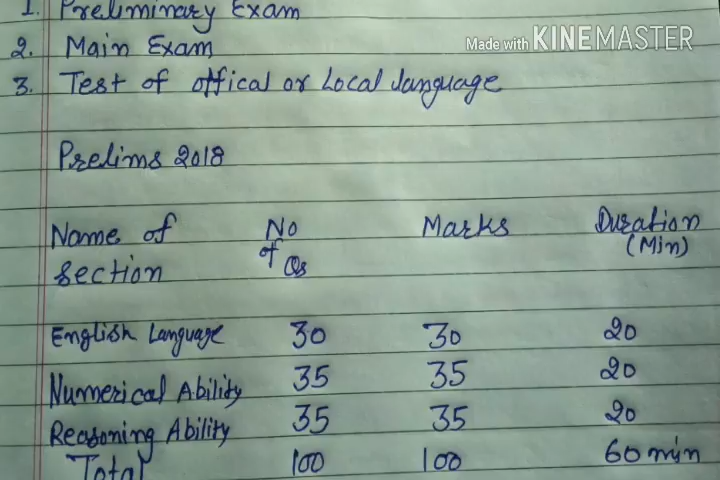 1. Preliminary Exam
Made with KINEMASTER
2. Main Exam
3. Test of offical or Local language
Prelims 2018
Name of section No of Qs Marks Duration (Min)
English Language 30 30 20
Numerical Ability 35 35 20
Reasoning Ability 35 35 20
Total 100 100 60 min